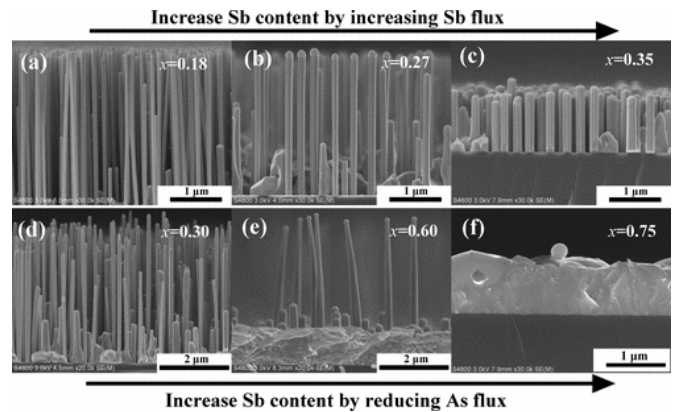 Increase Sb content by increasing Sb flux
(a)
x=0.18
1 μm
(b)
x=0.27
1 μm
(c)
x=0.35
1 μm
(d)
x=0.30
2 μm
(e)
x=0.60
2 μm
(f)
x=0.75
1 μm
Increase Sb content by reducing As flux